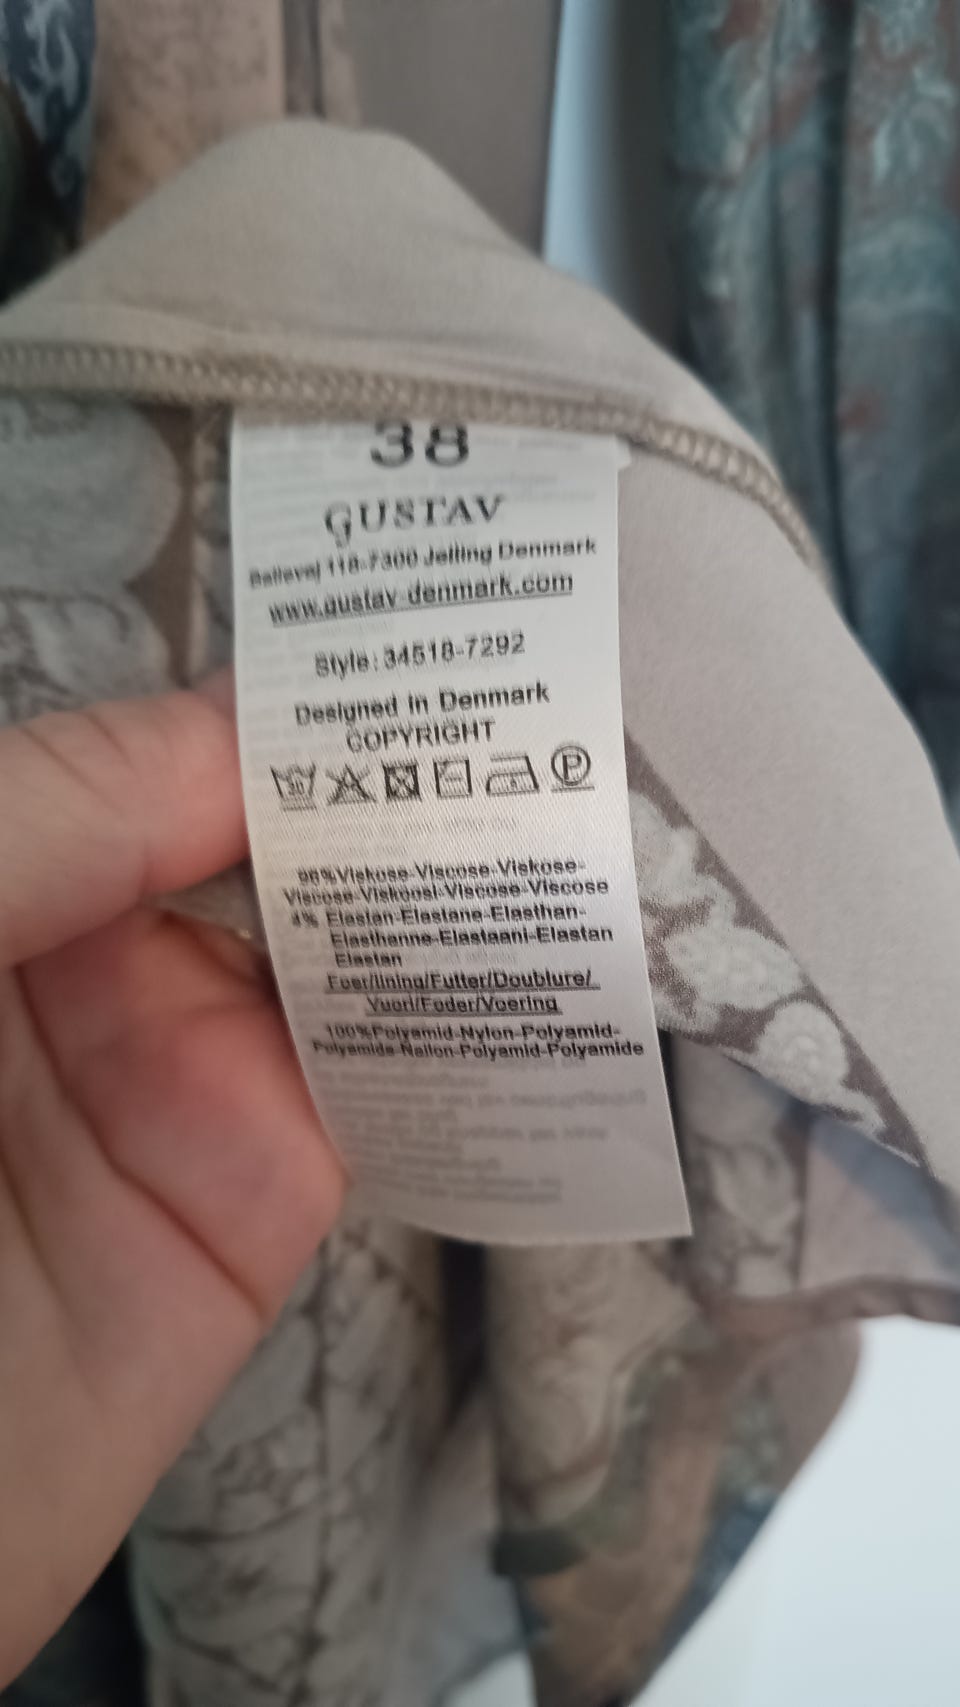 38
GUSTAV
118-7300 Jelling Denmark
www.gustav-denmark.com
Style: 34518-7292
Designed in Denmark
COPYRIGHT
30 P
96%Viskose-Viscose-Viskose-
Viscose-Viskoosi-Viscose-Viscose
4% Elastan-Elastane-Elasthan-
Elasthanne-Elastaani-Elastan
Elastan
Foer/lining/Futter/Doublure/
Vuori/Foder/Voering
100%Polyamid-Nylon-Polyamid-
Polyamide-Nailon-Polyamid-Polyamide